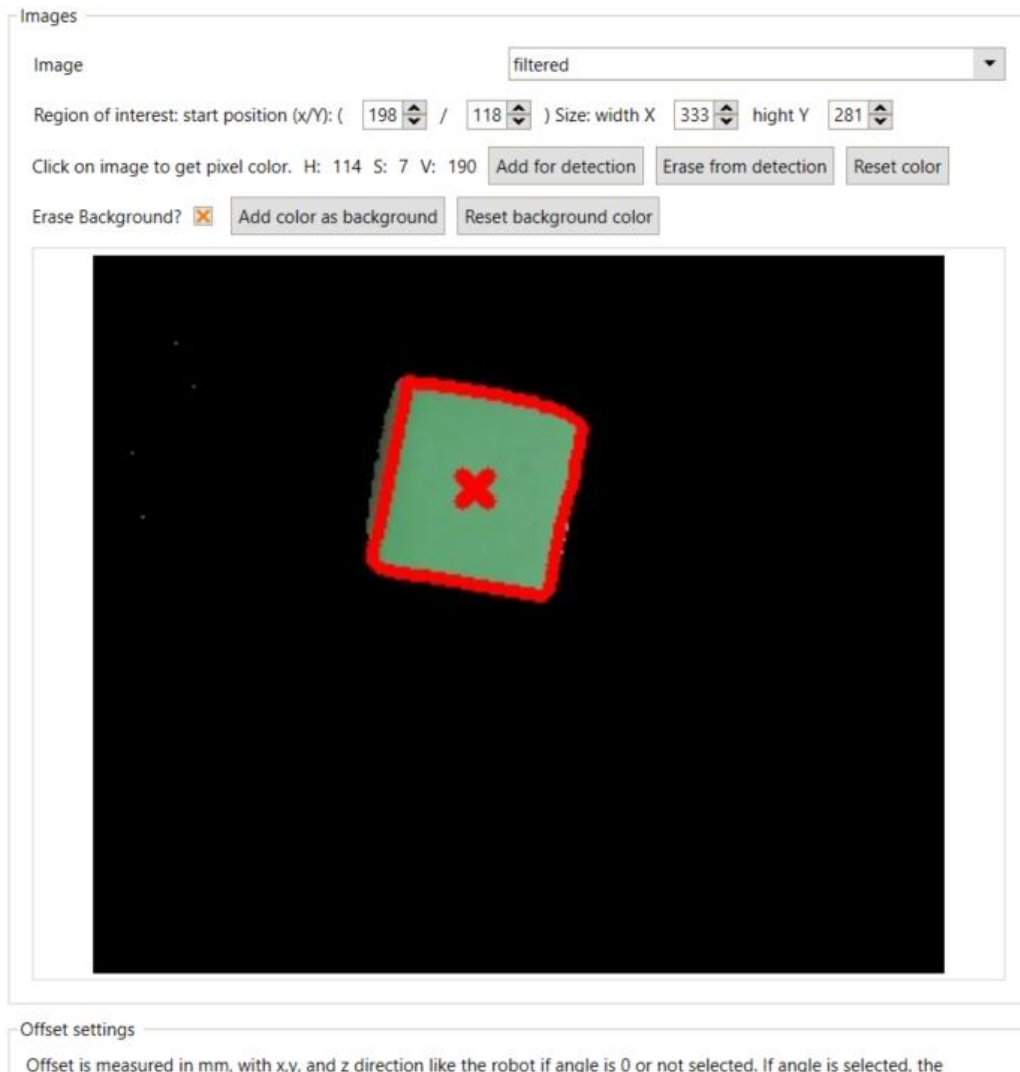 Images
Image filtered
Region of interest: start position (x/Y): ( 198 / 118 ) Size: width X 333 hight Y 281
Click on image to get pixel color. H: 114 S: 7 V: 190 Add for detection Erase from detection Reset color
Erase Background? Add color as background Reset background color
Offset settings
Offset is measured in mm, with x,y, and z direction like the robot if angle is 0 or not selected. If angle is selected, the